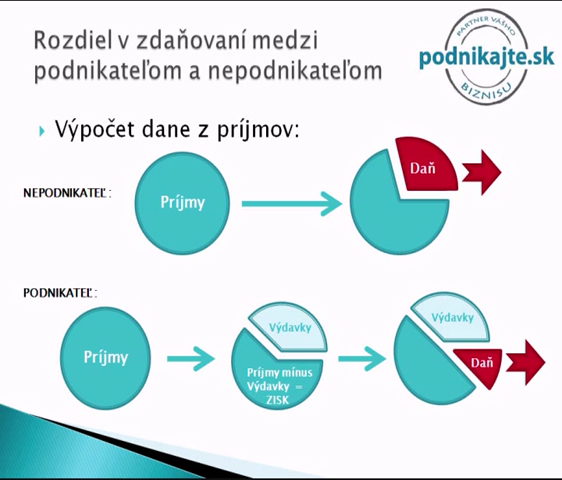 Rozdiel v zdaňovaní medzi
podnikateľom a nepodnikateľom
PARTNER VÁŠHO
podnikajte.sk
BIZNISU
Výpočet dane z príjmov:
NEPODNIKATEĽ:
Príjmy
Daň
PODNIKATEĽ:
Príjmy
Výdavky
Príjmy mínus
Výdavky =
ZISK
Výdavky
Daň